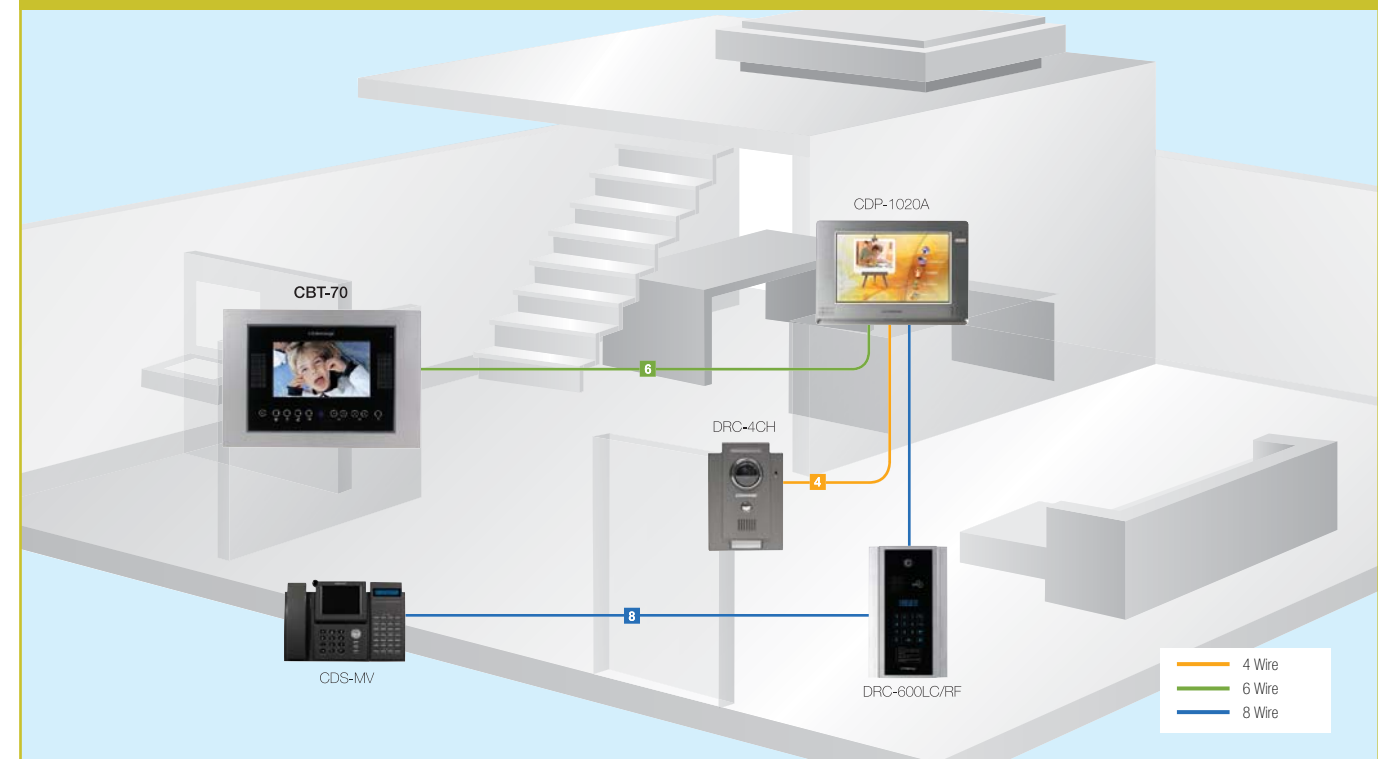 CDP-1020A
CBT-70
6
DRC-4CH
4
8
CDS-MV
DRC-600LC/RF
4 Wire
6 Wire
8 Wire